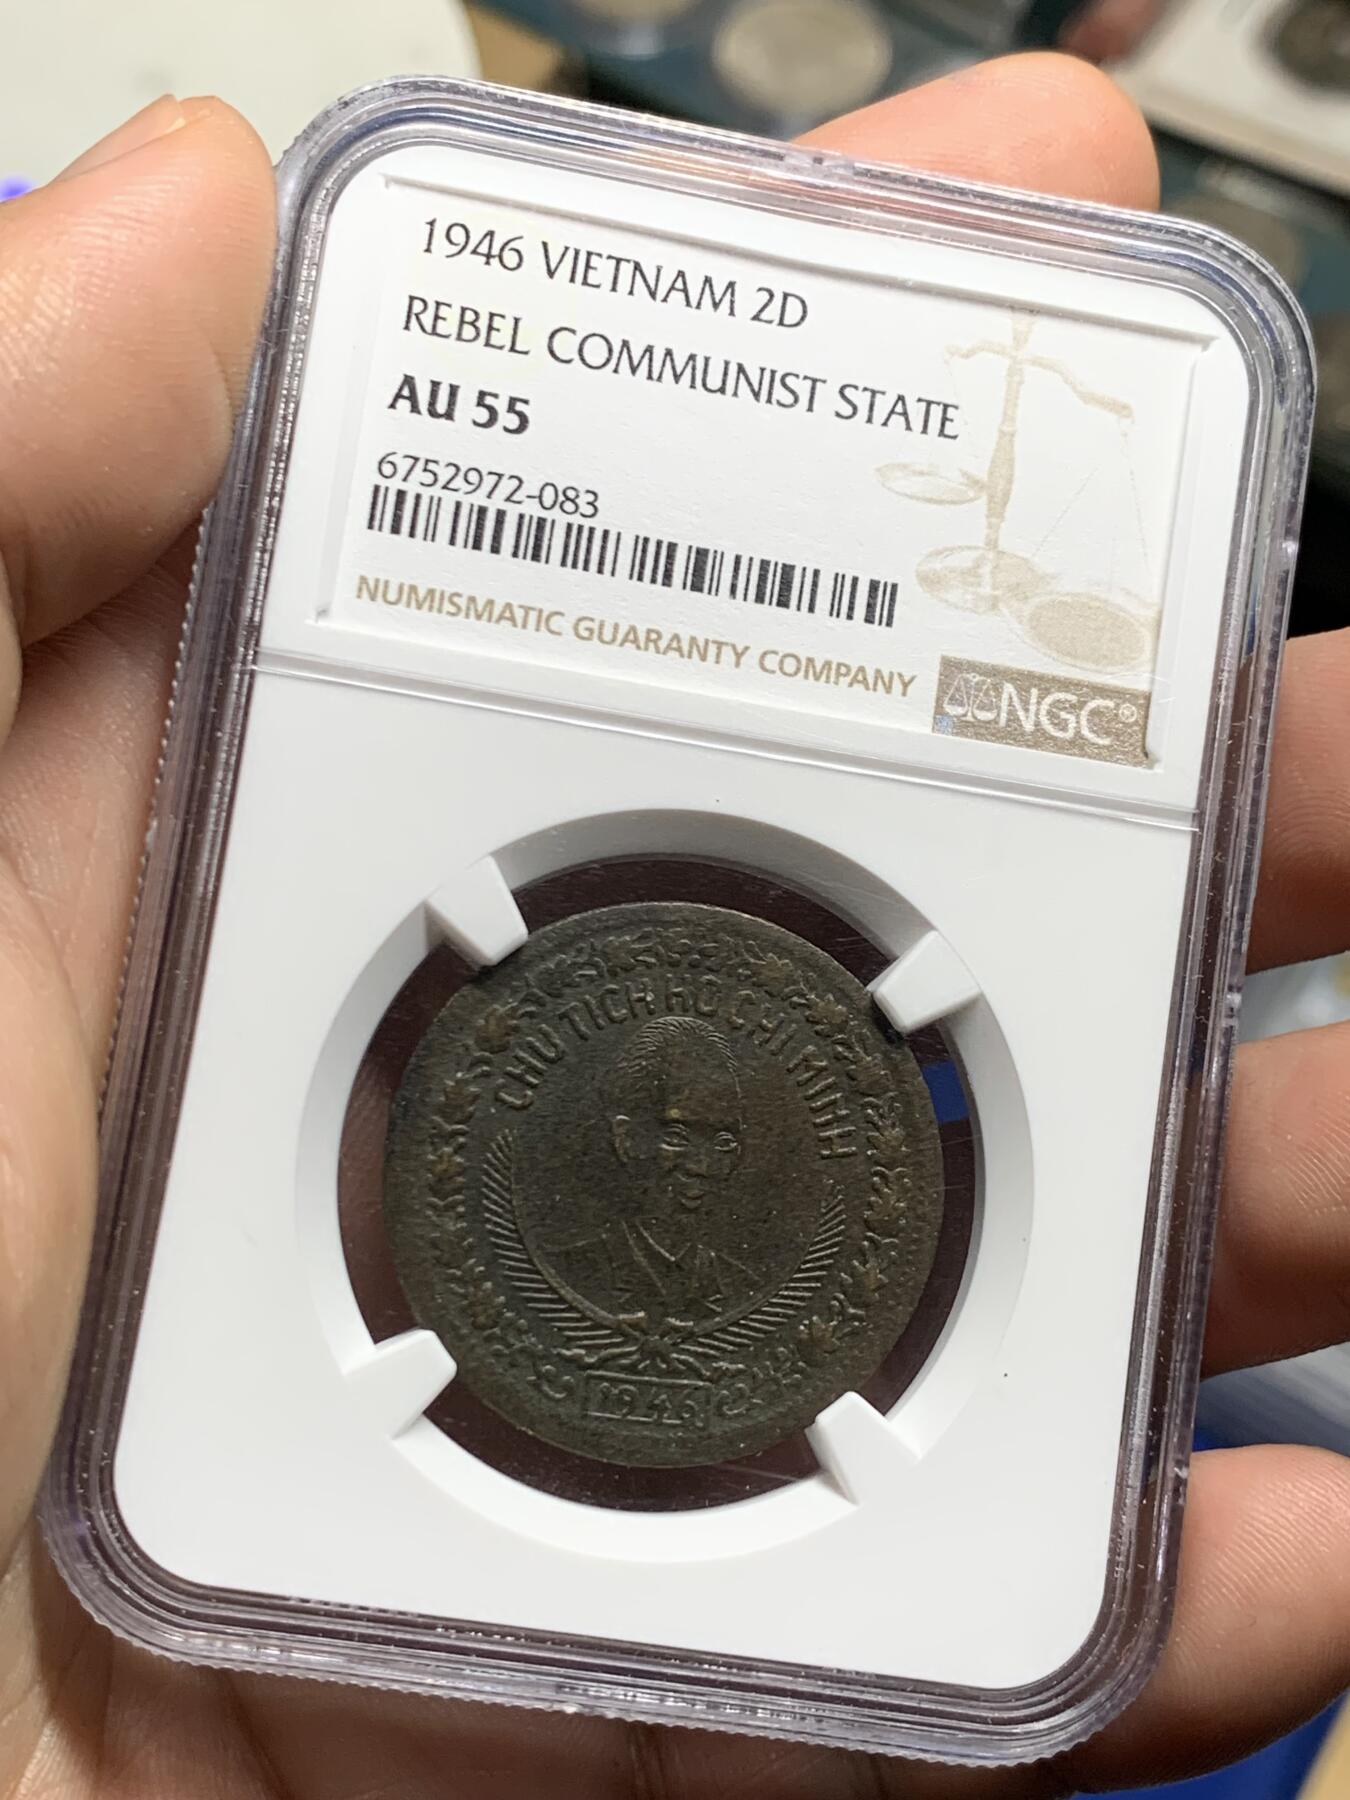 1946 VIETNAM 2D
REBEL COMMUNIST STATE
AU 55
6752972-083
NUMISMATIC GUARANTY COMPANY
NGC®
CHU TICH HO CHI MINH
1946